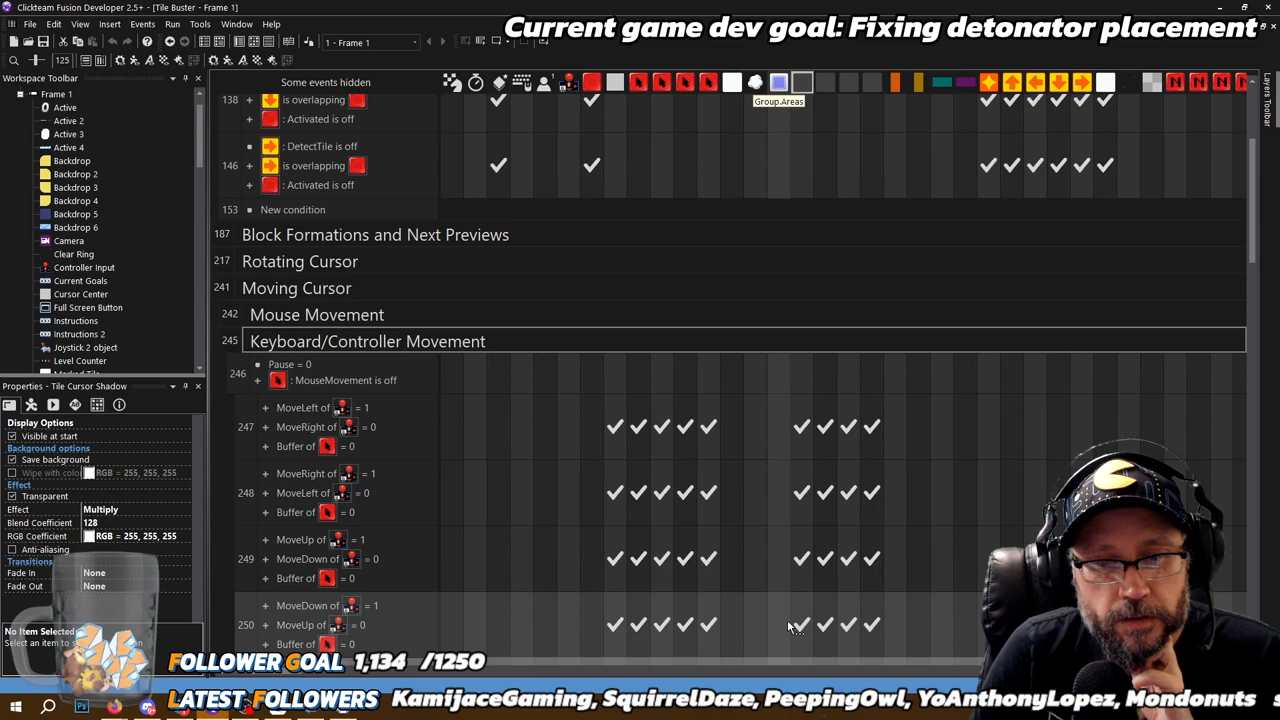 Clickteam Fusion Developer 2.5+ - [Tile Buster - Frame 1]
Current game dev goal: Fixing detonator placement
File Edit View Insert Events Run Tools Window Help
1 - Frame 1
125
Workspace Toolbar
Frame 1
Active
Active 2
Active 3
Active 4
Backdrop
Backdrop 2
Backdrop 3
Backdrop 4
Backdrop 5
Backdrop 6
Camera
Clear Ring
Controller Input
Current Goals
Cursor Center
Full Screen Button
Instructions
Instructions 2
Joystick 2 object
Level Counter
Properties - Tile Cursor Shadow
Display Options
Visible at start
Background options
Save background
Wipe with colo RGB = 255, 255, 255
Effect
Transparent
Effect Multiply
Blend Coefficient 128
RGB Coefficient RGB = 255, 255, 255
Anti-aliasing
Transitions
Fade In None
Fade Out None
No Item Selected
Select an item to s
Some events hidden
Group.Areas
Layers Toolbar
138 + is overlapping
+ : Activated is off
• : DetectTile is off
146 + is overlapping
+ : Activated is off
153 • New condition
187 Block Formations and Next Previews
217 Rotating Cursor
241 Moving Cursor
242 Mouse Movement
245 Keyboard/Controller Movement
246 • Pause = 0
+ : MouseMovement is off
+ MoveLeft of = 1
247 + MoveRight of = 0
+ Buffer of = 0
+ MoveRight of = 1
248 + MoveLeft of = 0
+ Buffer of = 0
+ MoveUp of = 1
249 + MoveDown of = 0
+ Buffer of = 0
+ MoveDown of = 1
250 + MoveUp of = 0
+ Buffer of = 0
Follower Goal 1,134 /1250
Latest Followers KamijaceGaming, SquirrelDaze, PeepingOwl, YoAnthonyLopez, Mondonuts